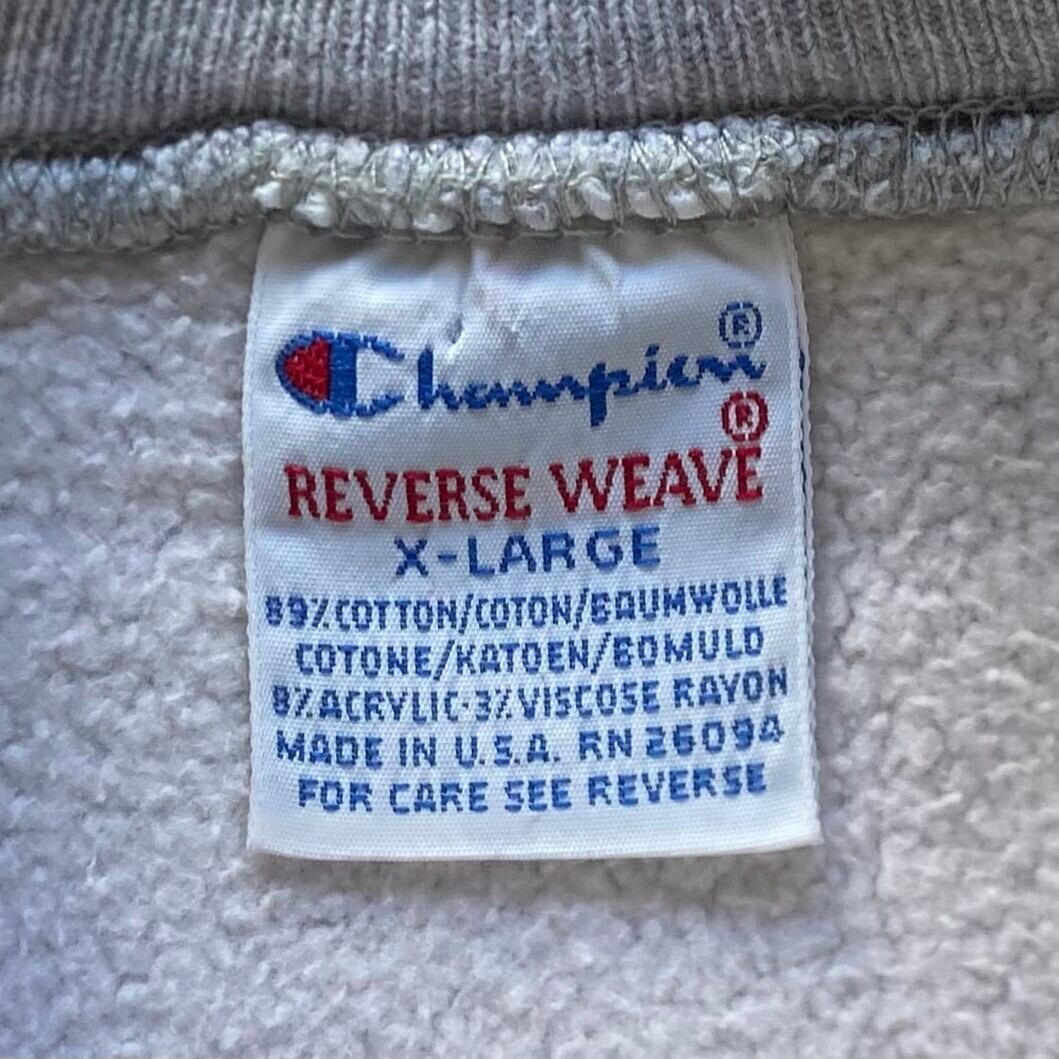 Champion®
REVERSE WEAVE®
X-LARGE
89% COTTON/COTON/BAUMWOLLE
COTONE/KATOEN/BOMULD
8% ACRYLIC·3% VISCOSE RAYON
MADE IN U.S.A. RN 26094
FOR CARE SEE REVERSE